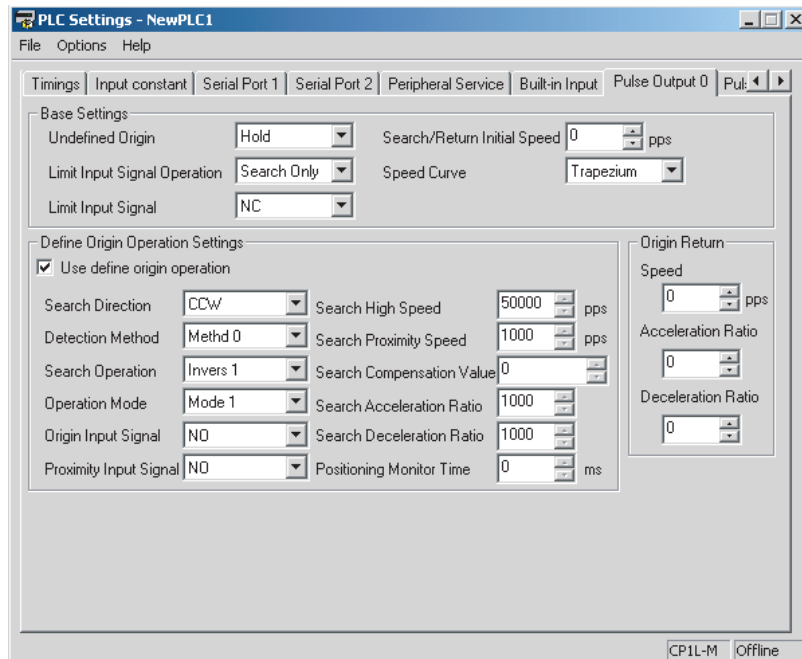 PLC Settings - NewPLC1
File Options Help
Timings Input constant Serial Port 1 Serial Port 2 Peripheral Service Built-in Input Pulse Output 0 Pul:
Base Settings
Undefined Origin Hold Search/Return Initial Speed 0 pps
Limit Input Signal Operation Search Only Speed Curve Trapezium
Limit Input Signal NC
Define Origin Operation Settings
Use define origin operation
Search Direction CCW Search High Speed 50000 pps
Detection Method Methd 0 Search Proximity Speed 1000 pps
Search Operation Invers 1 Search Compensation Value 0
Operation Mode Mode 1 Search Acceleration Ratio 1000
Origin Input Signal NO Search Deceleration Ratio 1000
Proximity Input Signal NO Positioning Monitor Time 0 ms
Origin Return
Speed
0 pps
Acceleration Ratio
0
Deceleration Ratio
0
CP1L-M Offline